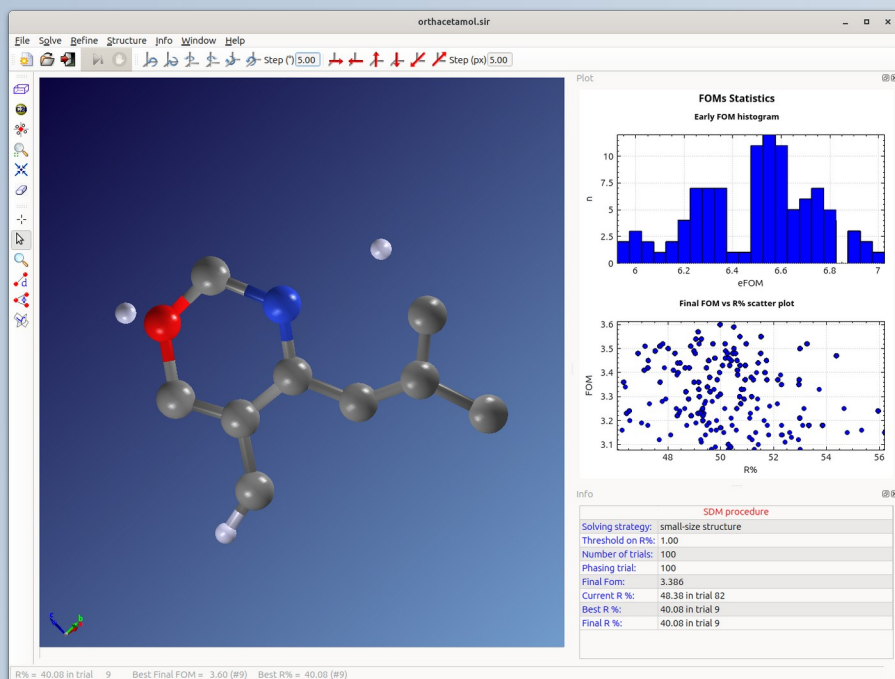 orthacetamol.sir
File Solve Refine Structure Info Window Help
Step (°) 5.00 Step (px) 5.00
Plot
FOMs Statistics
Early FOM histogram
10
7.5
5
2.5
0
n
6 6.2 6.4 6.6 6.8 7
eFOM
Final FOM vs R% scatter plot
3.6
3.5
3.4
3.3
3.2
3.1
FOM
48 50 52 54 56
R%
Info
SDM procedure
Solving strategy: small-size structure
Threshold on R%: 1.00
Number of trials: 100
Phasing trial: 100
Final Fom: 3.386
Current R %: 48.38 in trial 82
Best R %: 40.08 in trial 9
Final R %: 40.08 in trial 9
R% = 40.08 in trial 9 Best Final FOM = 3.60 (#9) Best R% = 40.08 (#9)